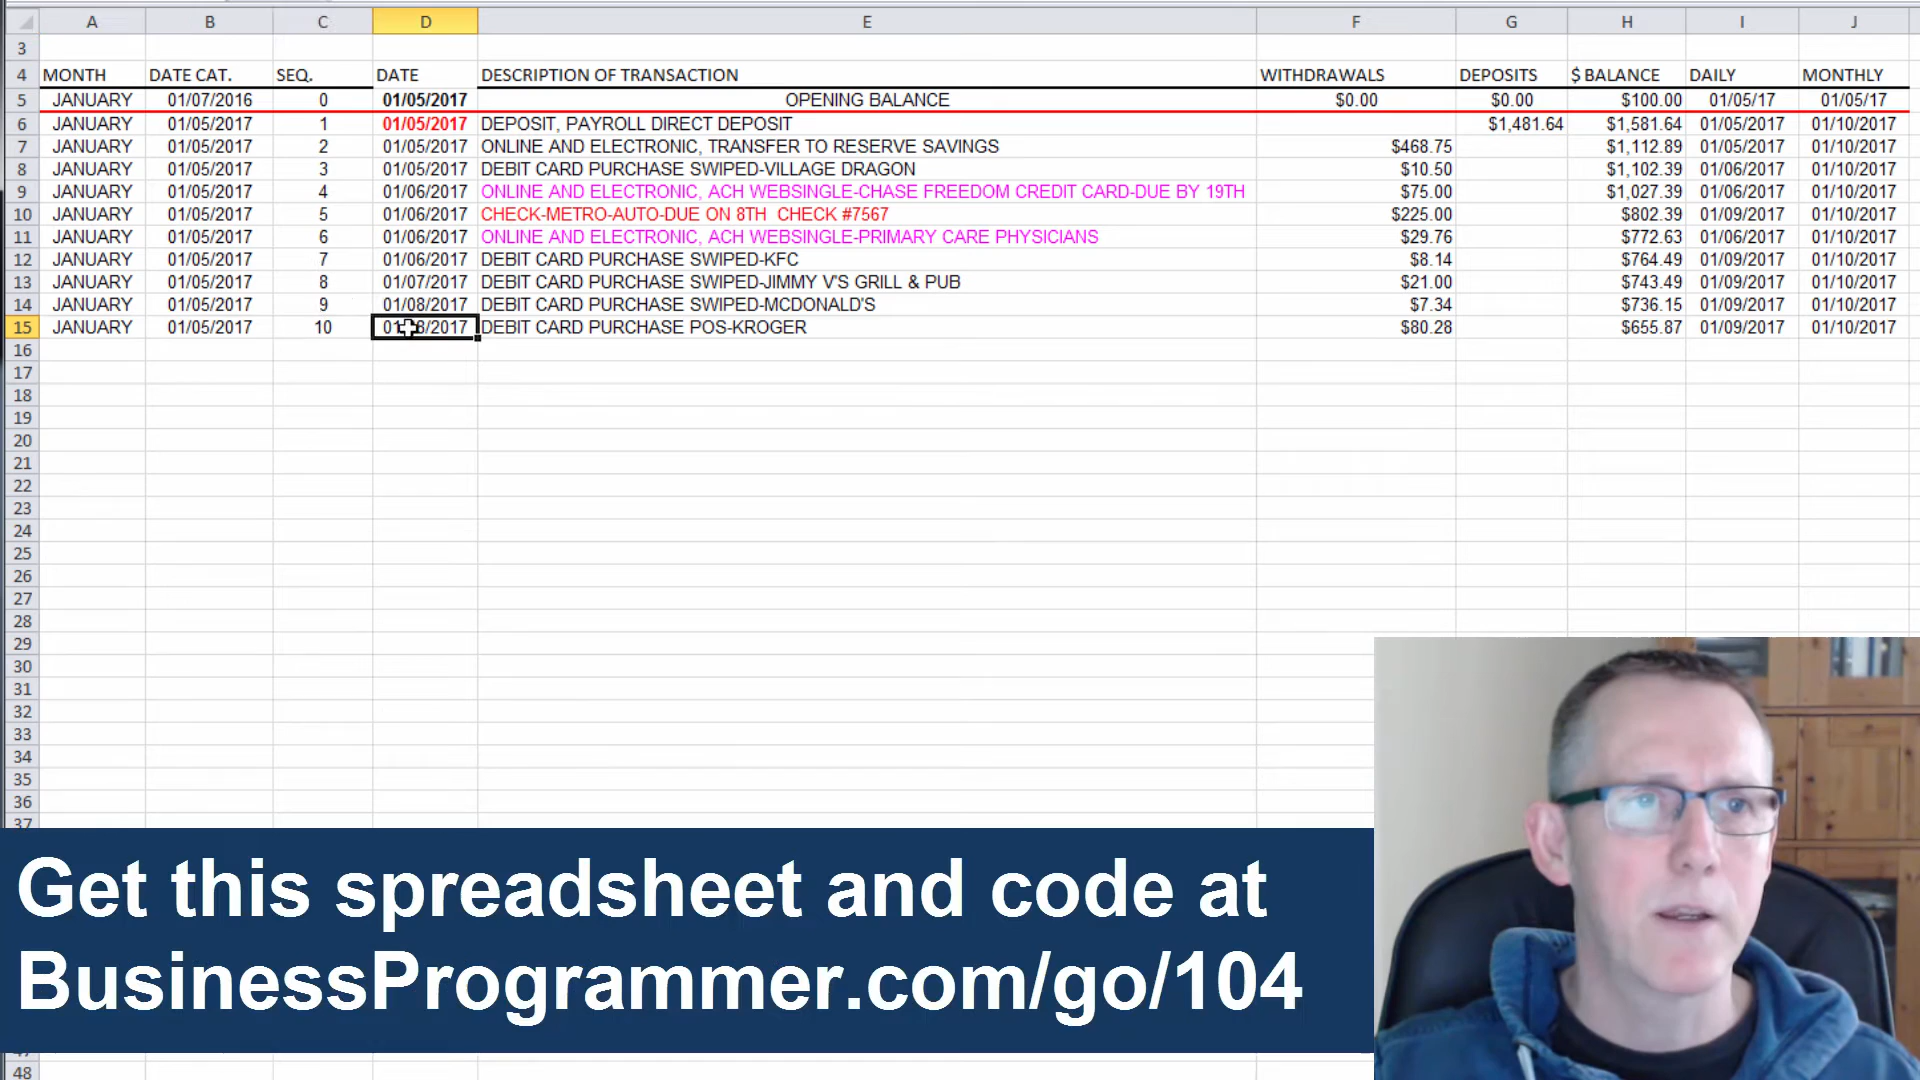 A B C D E F G H I J
3
4 MONTH DATE CAT. SEQ. DATE DESCRIPTION OF TRANSACTION WITHDRAWALS DEPOSITS $ BALANCE DAILY MONTHLY
5 JANUARY 01/07/2016 0 01/05/2017 OPENING BALANCE $0.00 $0.00 $100.00 01/05/17 01/05/17
6 JANUARY 01/05/2017 1 01/05/2017 DEPOSIT, PAYROLL DIRECT DEPOSIT $1,481.64 $1,581.64 01/05/2017 01/10/2017
7 JANUARY 01/05/2017 2 01/05/2017 ONLINE AND ELECTRONIC, TRANSFER TO RESERVE SAVINGS $468.75 $1,112.89 01/05/2017 01/10/2017
8 JANUARY 01/05/2017 3 01/05/2017 DEBIT CARD PURCHASE SWIPED-VILLAGE DRAGON $10.50 $1,102.39 01/06/2017 01/10/2017
9 JANUARY 01/05/2017 4 01/06/2017 ONLINE AND ELECTRONIC, ACH WEBSINGLE-CHASE FREEDOM CREDIT CARD-DUE BY 19TH $75.00 $1,027.39 01/06/2017 01/10/2017
10 JANUARY 01/05/2017 5 01/06/2017 CHECK-METRO-AUTO-DUE ON 8TH CHECK #7567 $225.00 $802.39 01/09/2017 01/10/2017
11 JANUARY 01/05/2017 6 01/06/2017 ONLINE AND ELECTRONIC, ACH WEBSINGLE-PRIMARY CARE PHYSICIANS $29.76 $772.63 01/06/2017 01/10/2017
12 JANUARY 01/05/2017 7 01/06/2017 DEBIT CARD PURCHASE SWIPED-KFC $8.14 $764.49 01/09/2017 01/10/2017
13 JANUARY 01/05/2017 8 01/07/2017 DEBIT CARD PURCHASE SWIPED-JIMMY V'S GRILL & PUB $21.00 $743.49 01/09/2017 01/10/2017
14 JANUARY 01/05/2017 9 01/08/2017 DEBIT CARD PURCHASE SWIPED-MCDONALD'S $7.34 $736.15 01/09/2017 01/10/2017
15 JANUARY 01/05/2017 10 DEBIT CARD PURCHASE POS-KROGER $80.28 $655.87 01/09/2017 01/10/2017
16
17
18
19
20
21
22
23
24
25
26
27
28
29
30
31
32
33
34
35
36
37
Get this spreadsheet and code at
BusinessProgrammer.com/go/104
48